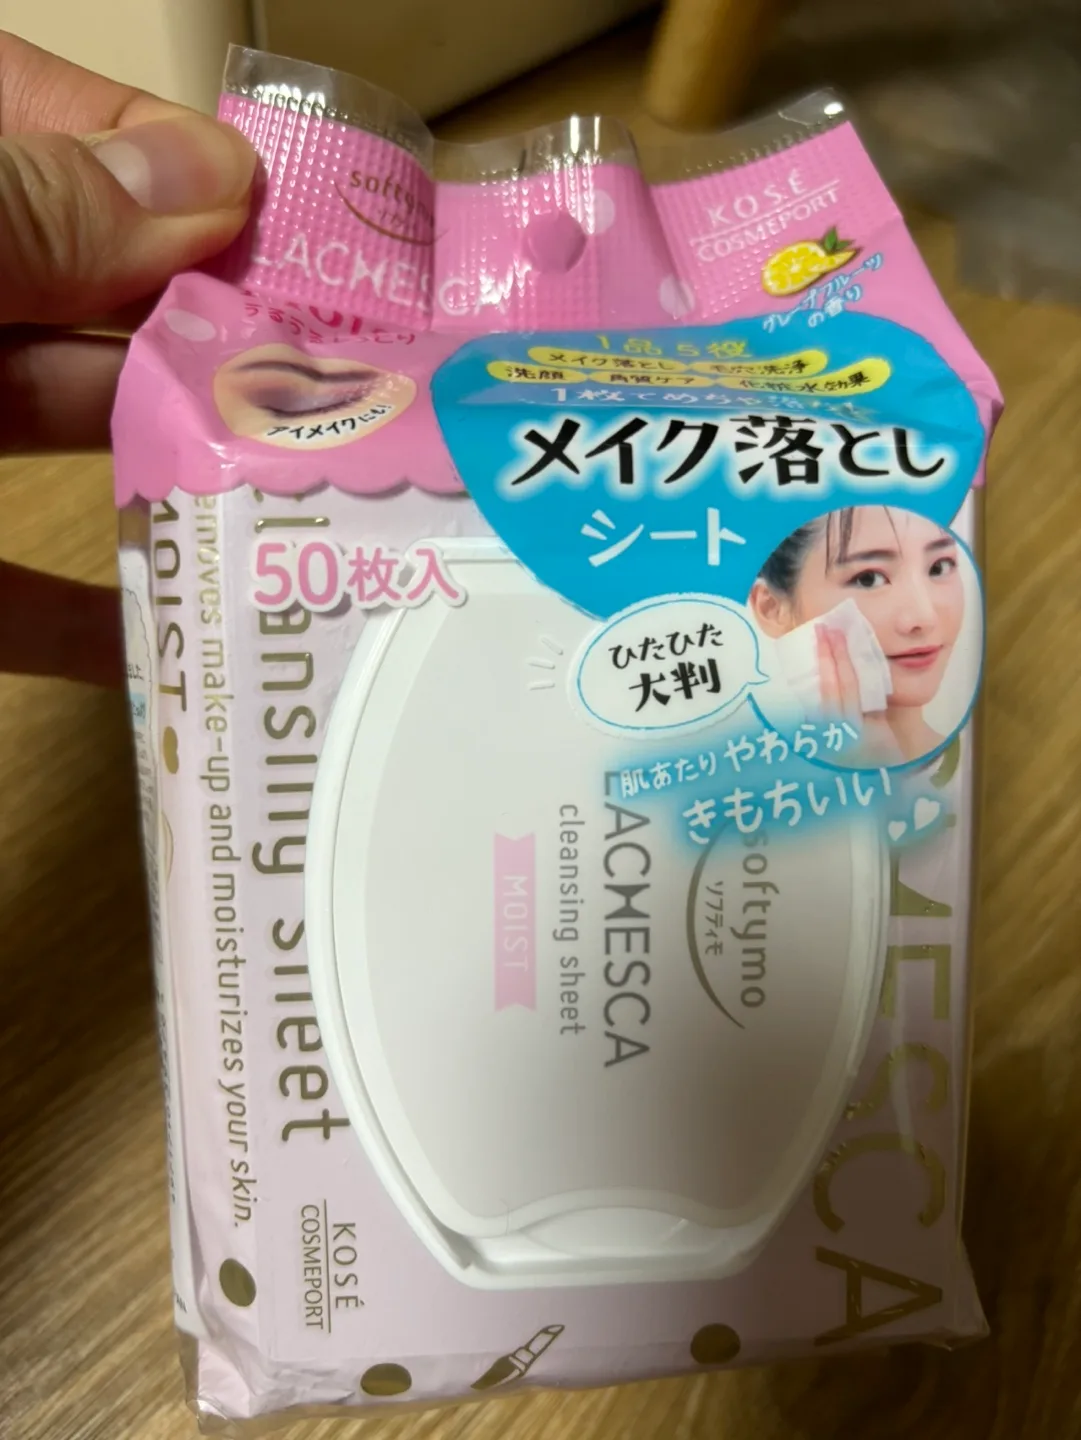 softymo
LACHESCA
KOSÉ
COSMEPORT
グレープフルーツ
の香り
うるうる
アイメイクにも!
1品5役
メイク落とし 毛穴洗浄
洗顔 角質ケア 化粧水効果
メイク落とし
シート
50枚入
ひたひた
大判
肌あたりやわらか
きもちいい
softymo
ソフティモ
LACHESCA
cleansing sheet
MOIST
cleansing sheet
removes make-up and moisturizes your skin.
MOIST
KOSÉ
COSMEPORT